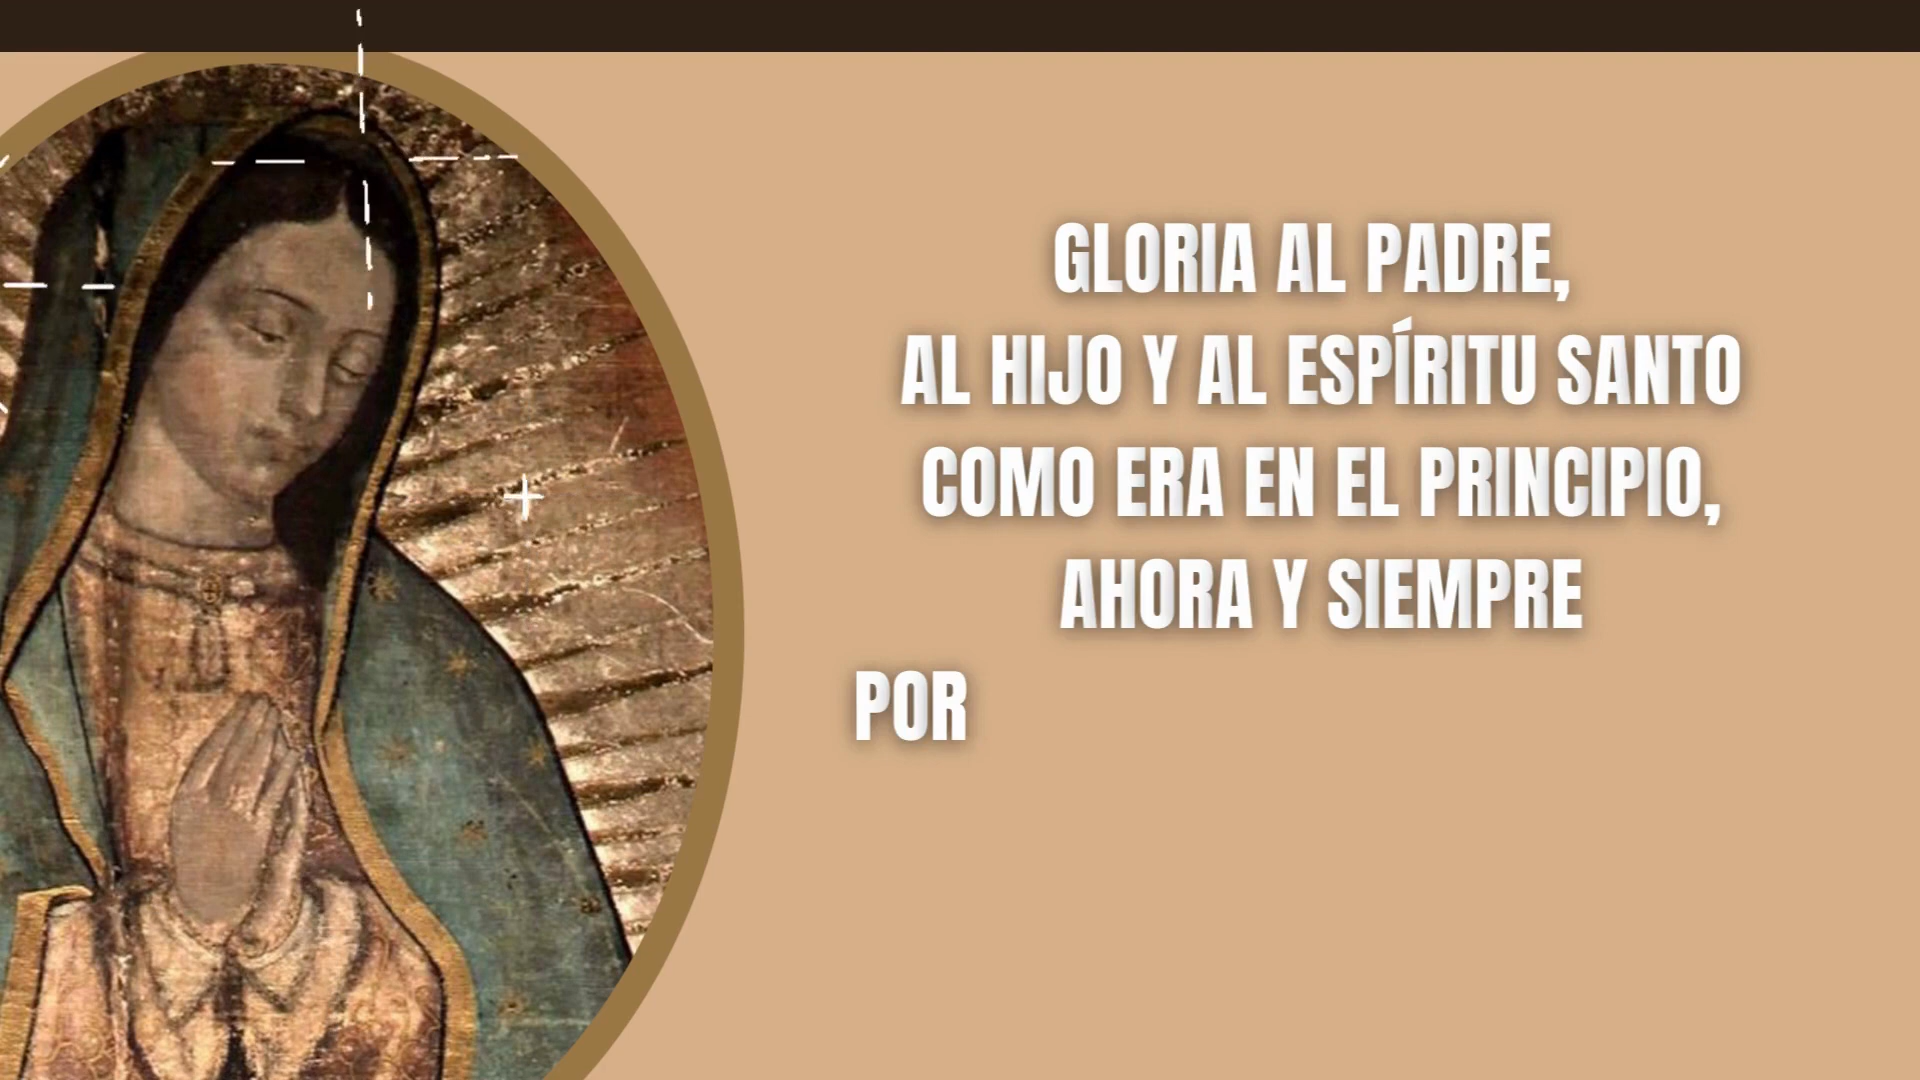 GLORIA AL PADRE,
AL HIJO Y AL ESPÍRITU SANTO
COMO ERA EN EL PRINCIPIO,
AHORA Y SIEMPRE
POR